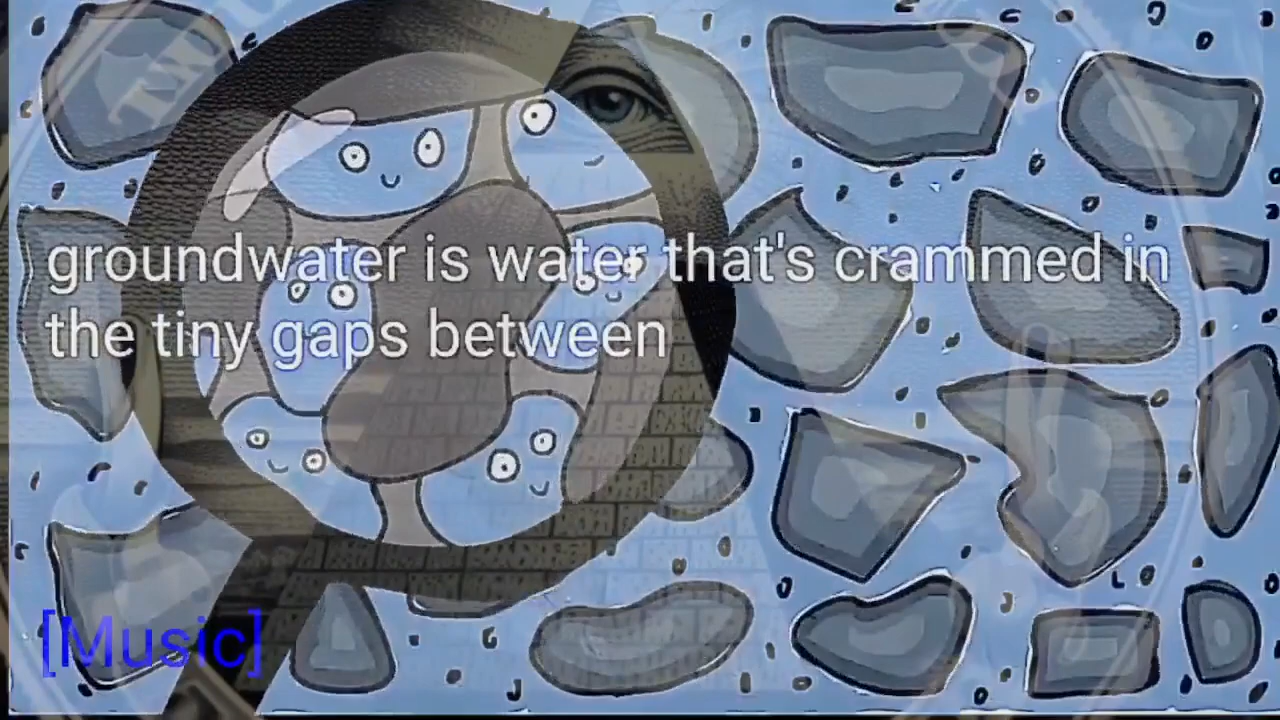 groundwater is water that's crammed in
the tiny gaps between
[Music]